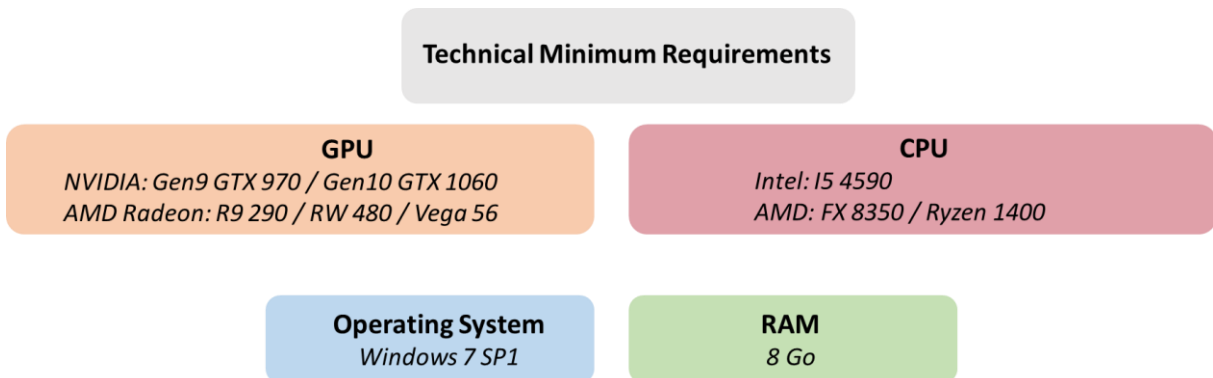 Technical Minimum Requirements
GPU
NVIDIA: Gen9 GTX 970 / Gen10 GTX 1060
AMD Radeon: R9 290 / RW 480 / Vega 56
CPU
Intel: I5 4590
AMD: FX 8350 / Ryzen 1400
Operating System
Windows 7 SP1
RAM
8 Go